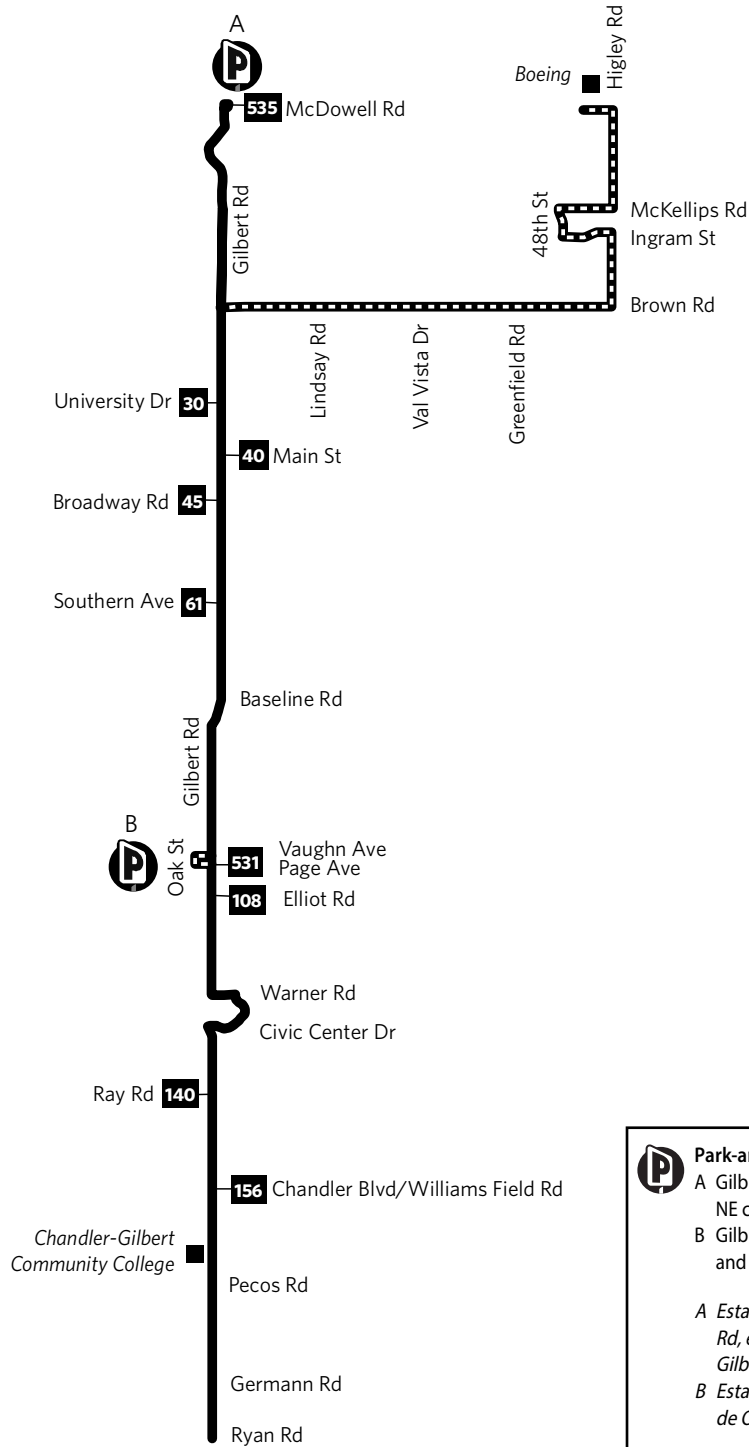 A
P
535 McDowell Rd
Gilbert Rd
Boeing
Higley Rd
48th St
McKellips Rd
Ingram St
Brown Rd
Lindsay Rd
Val Vista Dr
Greenfield Rd
University Dr 30
40 Main St
Broadway Rd 45
Southern Ave 61
Baseline Rd
Gilbert Rd
B
P
Oak St
531
Vaughn Ave
Page Ave
108 Elliot Rd
Warner Rd
Civic Center Dr
Ray Rd 140
156 Chandler Blvd/Williams Field Rd
Chandler-Gilbert
Community College
Pecos Rd
Germann Rd
Ryan Rd
P
A Gilb
NE
B Gilb
and
A Esta
Rd,
Gilb
B Esta
de